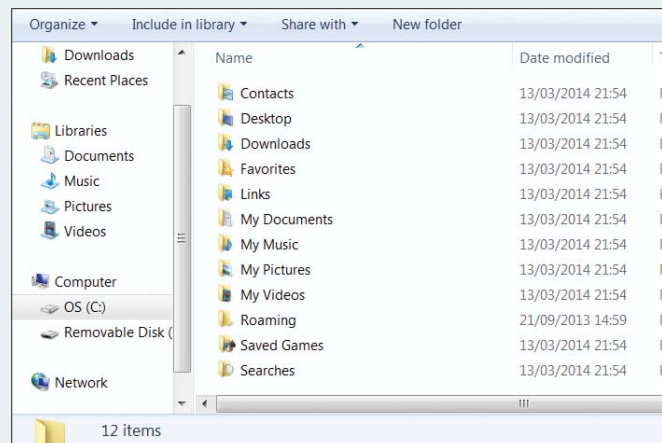 Organize Include in library Share with New folder
Downloads
Recent Places
Libraries
Documents
Music
Pictures
Videos
Computer
OS (C:)
Removable Disk (
Network
Name Date modified
Contacts 13/03/2014 21:54
Desktop 13/03/2014 21:54
Downloads 13/03/2014 21:54
Favorites 13/03/2014 21:54
Links 13/03/2014 21:54
My Documents 13/03/2014 21:54
My Music 13/03/2014 21:54
My Pictures 13/03/2014 21:54
My Videos 13/03/2014 21:54
Roaming 21/09/2013 14:59
Saved Games 13/03/2014 21:54
Searches 13/03/2014 21:54
12 items